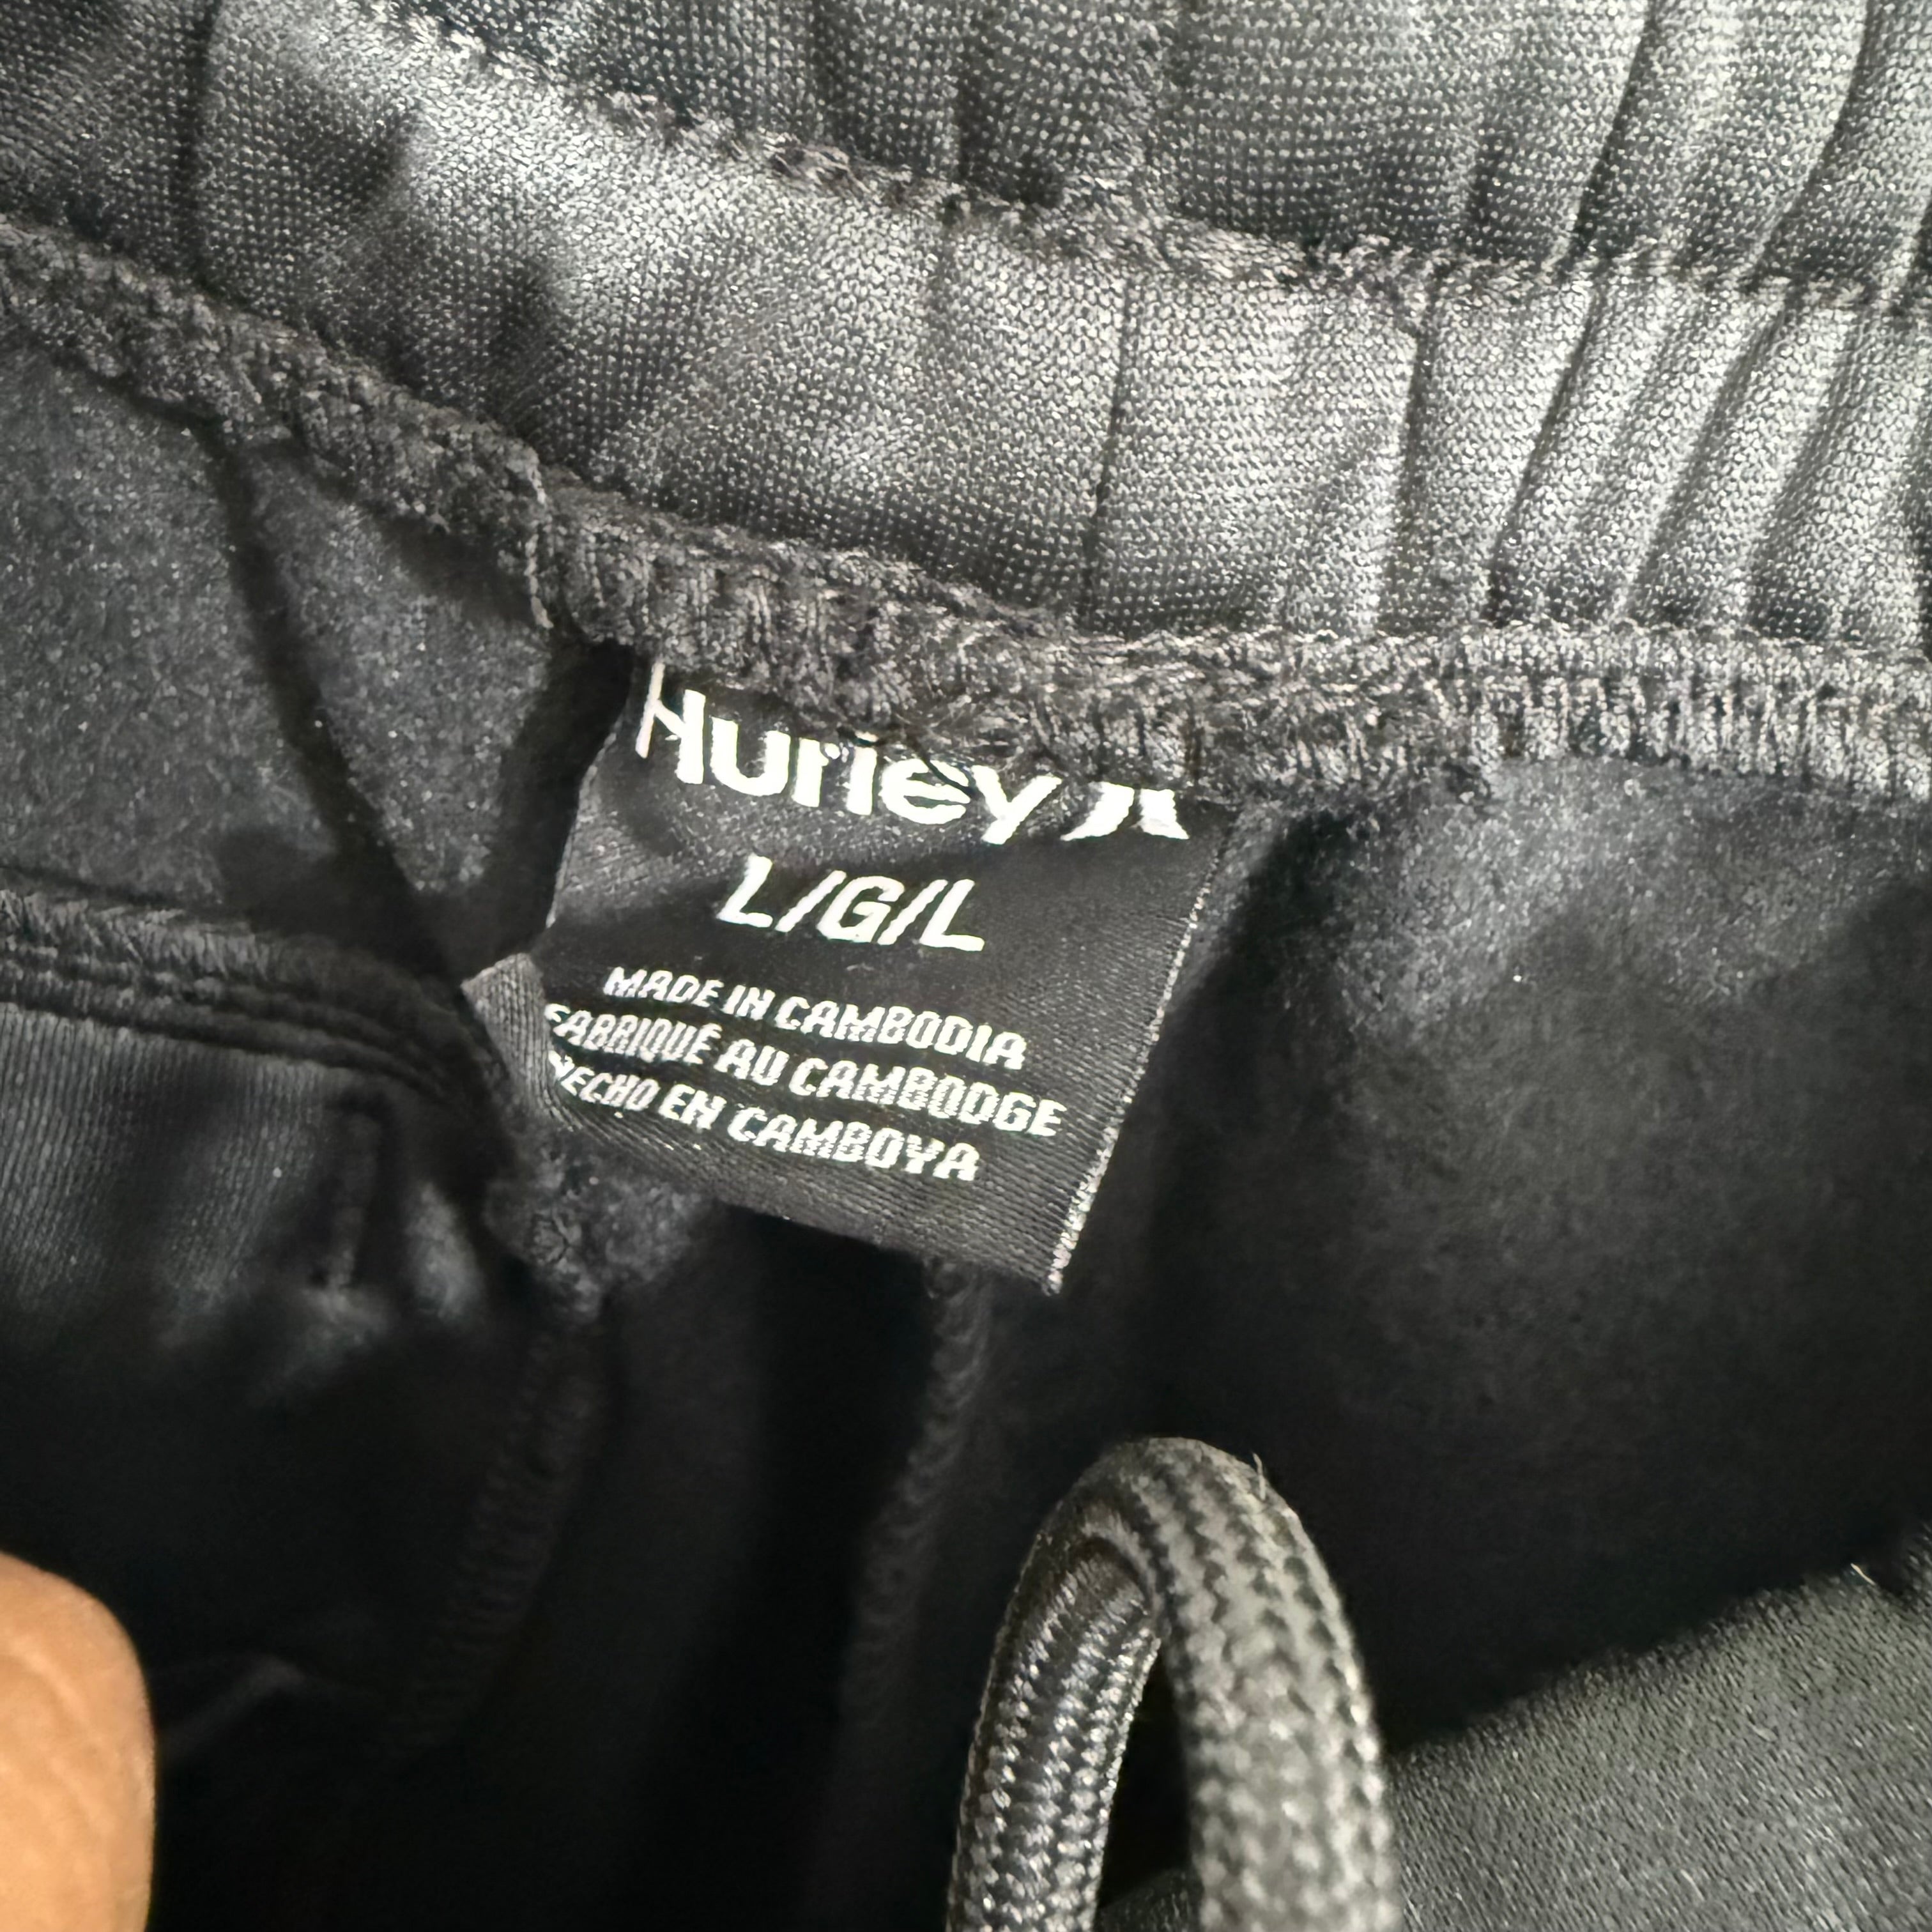 Hurley
L/G/L
MADE IN CAMBODIA
FABRIQUÉ AU CAMBODGE
HECHO EN CAMBOYA